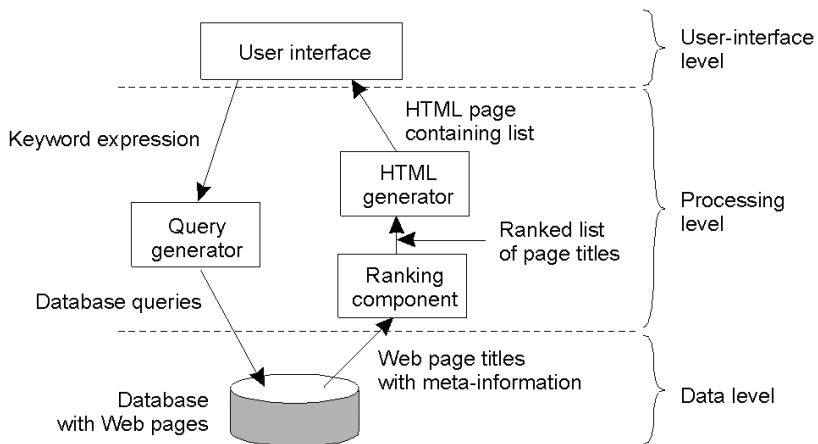 User interface
User-interface
level
Keyword expression
HTML page
containing list
HTML
generator
Processing
level
Query
generator
Ranked list
of page titles
Ranking
component
Database queries
Web page titles
with meta-information
Database
with Web pages
Data level